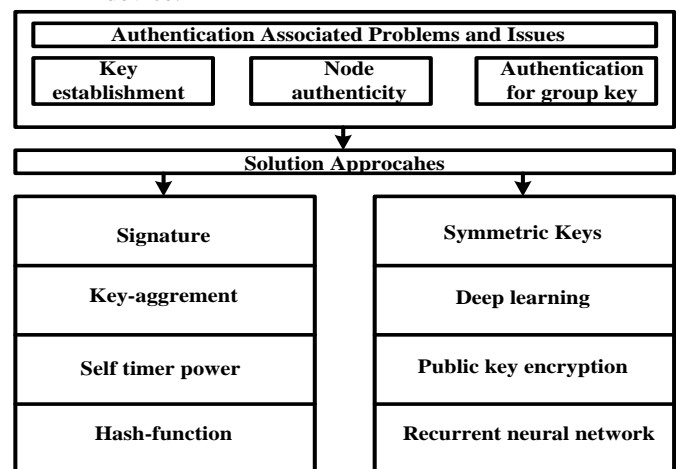 Authentication Associated Problems and Issues
Key establishment
Node authenticity
Authentication for group key
Solution Approcahes
Signature
Symmetric Keys
Key-aggrement
Deep learning
Self timer power
Public key encryption
Hash-function
Recurrent neural network